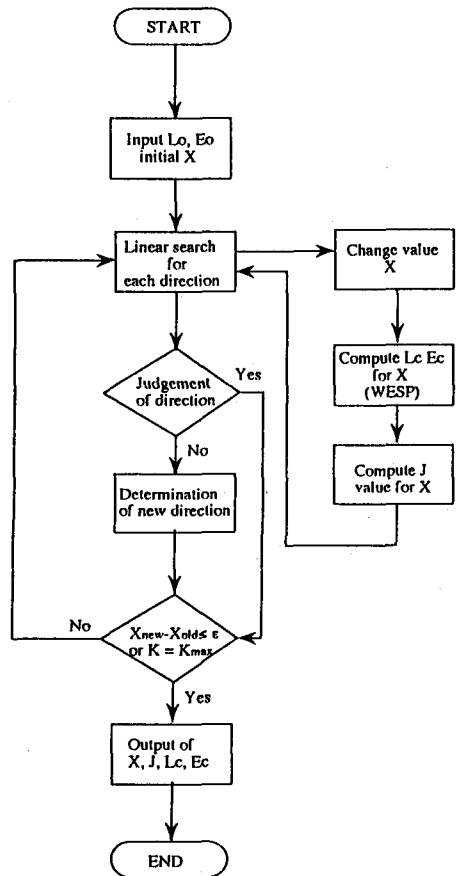 START
Input Lo, Eo
initial X
Linear search
for
each direction
Change value
X
Judgement
of direction
Yes
No
Compute Lc Ec
for X
(WESP)
Compute J
value for X
Determination
of new direction
Xnew-Xold≤ ε
or K = Kmax
No
Yes
Output of
X, J, Lc, Ec
END